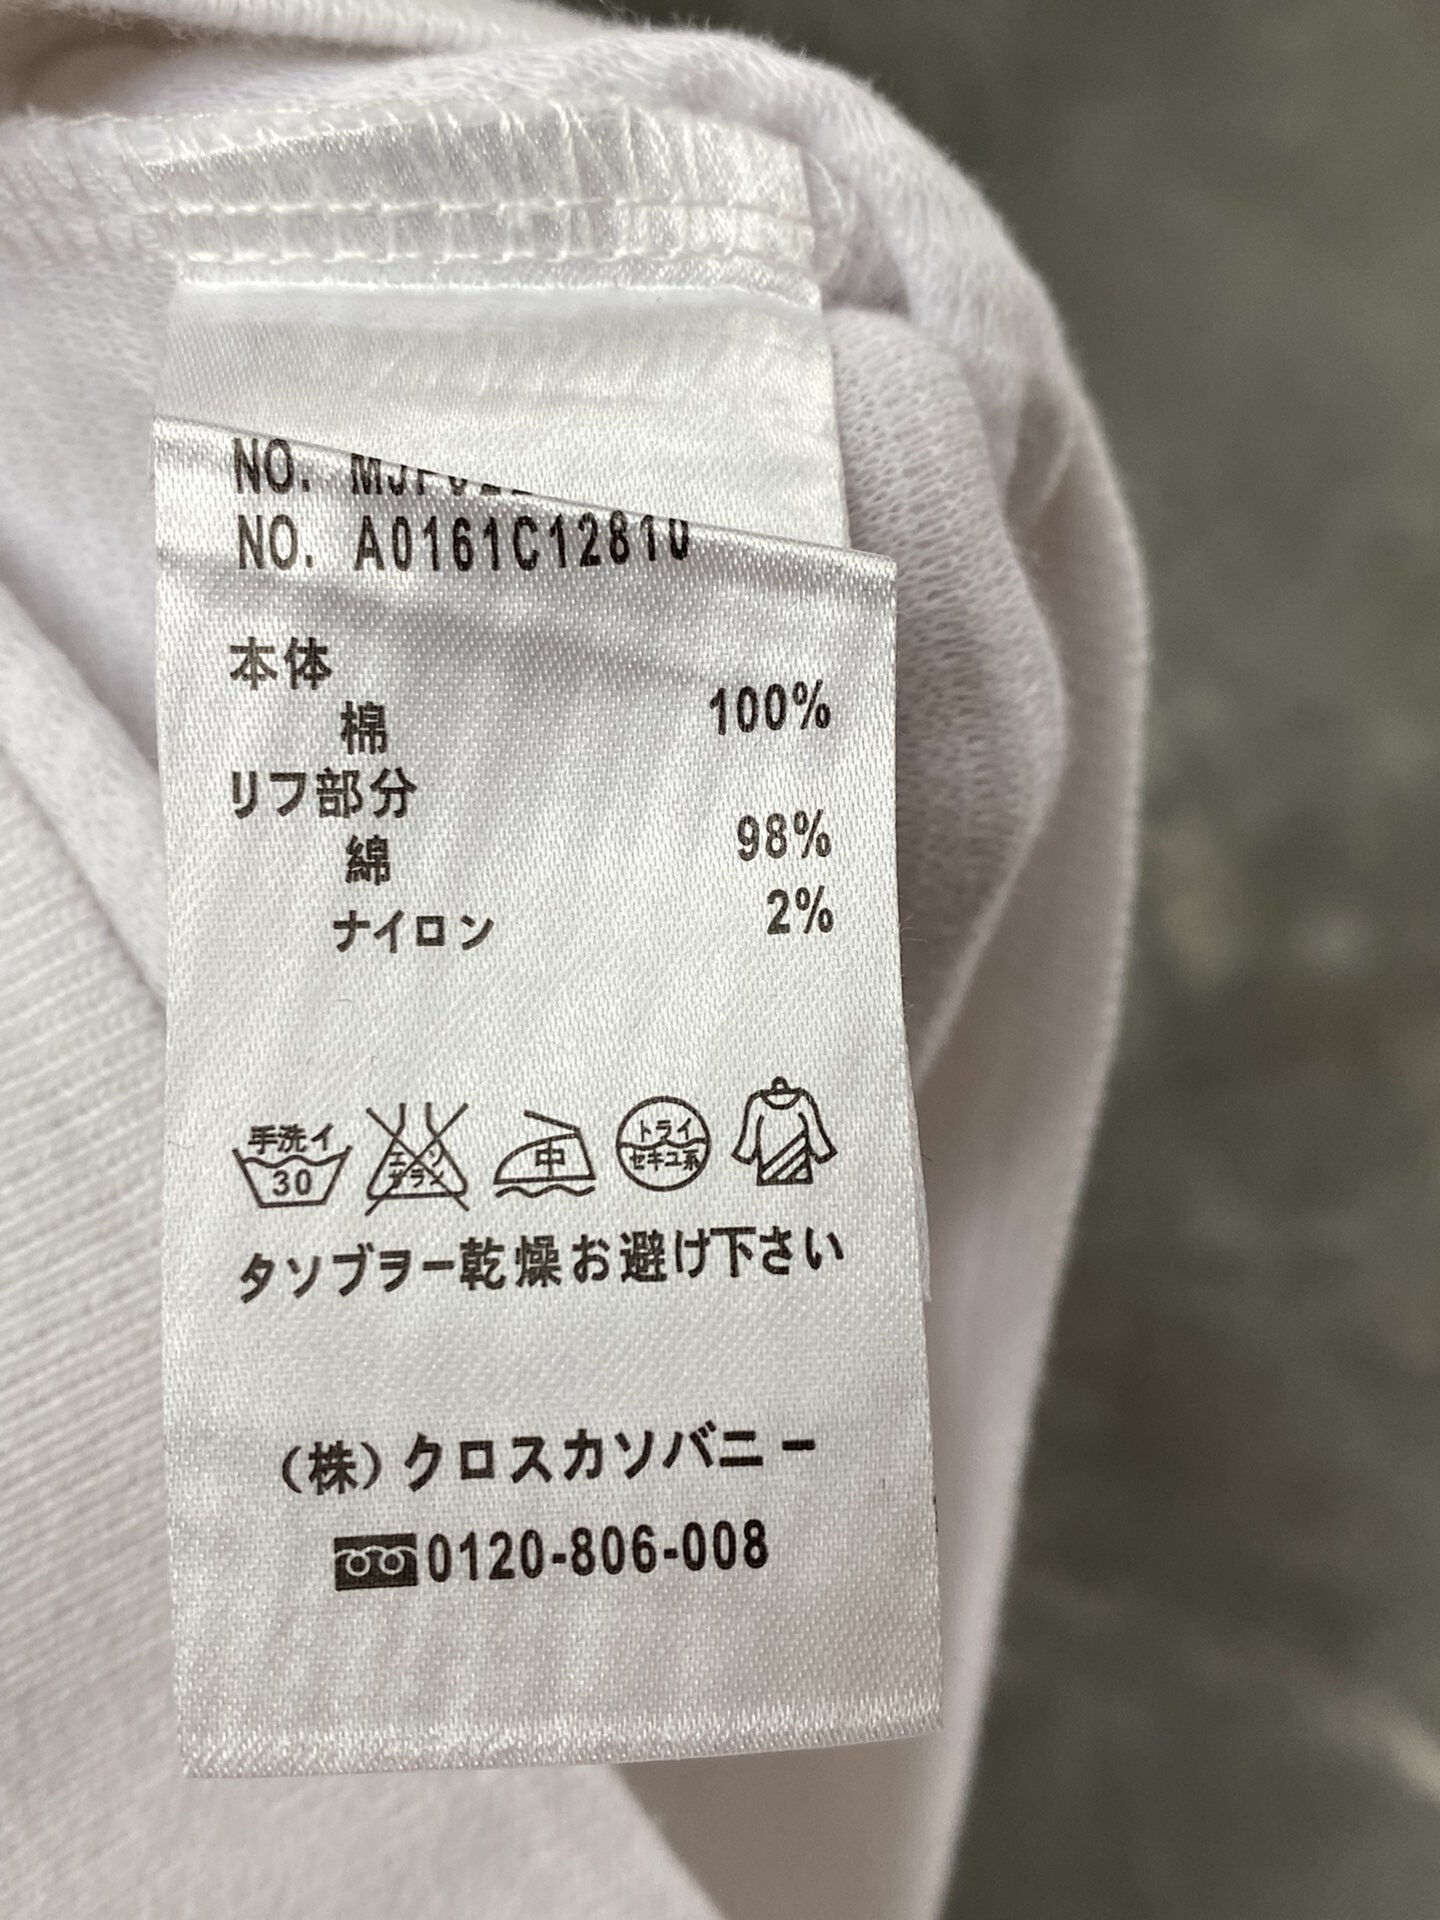 NO.
NO. A0161C12810
本体
棉 100%
リフ部分
綿 98%
ナイロン 2%
手洗イ
30
中
トライ
セキユ系
タソブヲー乾燥お避け下さい
（株）クロスカソバニー
0120-806-008